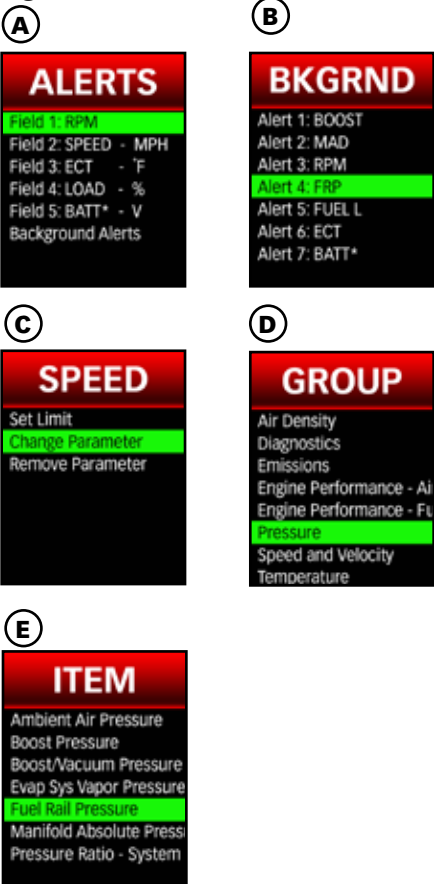 A
ALERTS
Field 1: RPM
Field 2: SPEED - MPH
Field 3: ECT - °F
Field 4: LOAD - %
Field 5: BATT* - V
Background Alerts
B
BKGRND
Alert 1: BOOST
Alert 2: MAD
Alert 3: RPM
Alert 4: FRP
Alert 5: FUEL L
Alert 6: ECT
Alert 7: BATT*
C
SPEED
Set Limit
Change Parameter
Remove Parameter
D
GROUP
Air Density
Diagnostics
Emissions
Engine Performance - Ai
Engine Performance - Fu
Pressure
Speed and Velocity
Temperature
E
ITEM
Ambient Air Pressure
Boost Pressure
Boost/Vacuum Pressure
Evap Sys Vapor Pressure
Fuel Rail Pressure
Manifold Absolute Press
Pressure Ratio - System